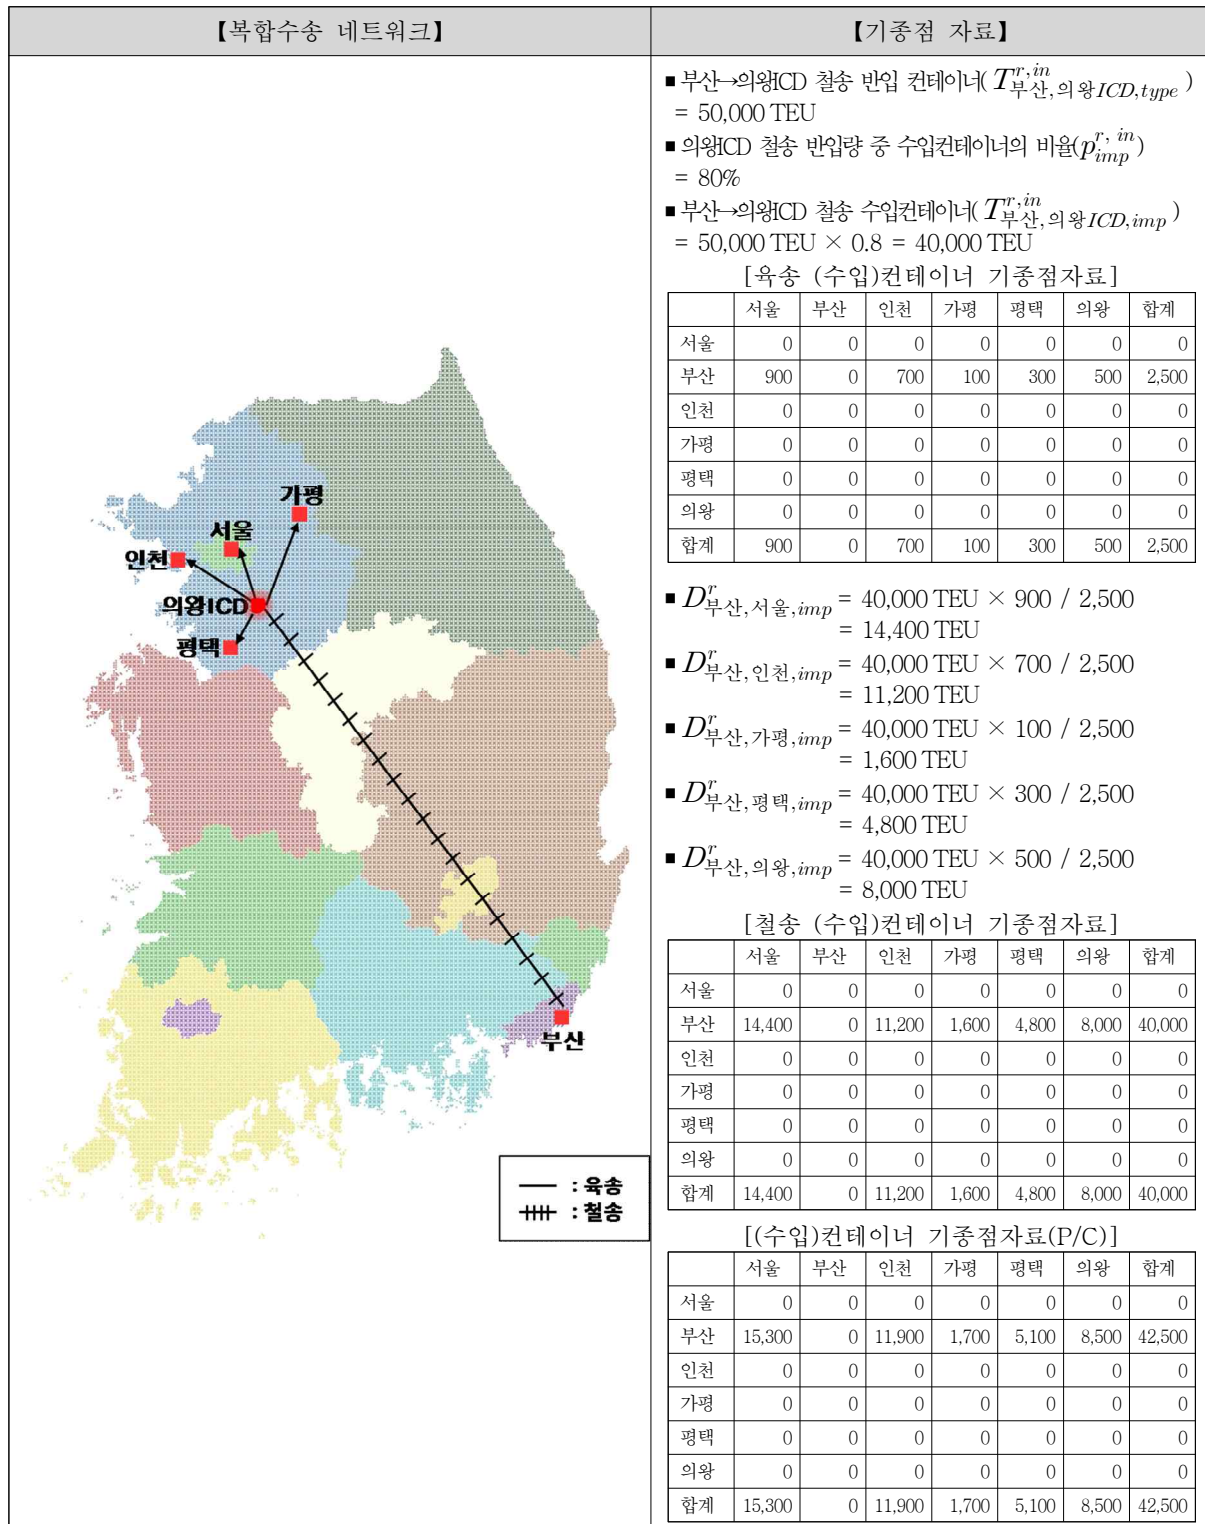 【복합수송 네트워크】
【기종점 자료】
가평
서울
인천
의왕ICD
평택
부산
: 육송
: 철송
■ 부산→의왕ICD 철송 반입 컨테이너( T^{r,in}_{부산,의왕ICD,type} )
= 50,000 TEU
■ 의왕ICD 철송 반입량 중 수입컨테이너의 비율(p^{r, in}_{imp})
= 80%
■ 부산→의왕ICD 철송 수입컨테이너( T^{r,in}_{부산,의왕ICD,imp} )
= 50,000 TEU × 0.8 = 40,000 TEU
[육송 (수입)컨테이너 기종점자료]
서울 부산 인천 가평 평택 의왕 합계
서울 0 0 0 0 0 0 0
부산 900 0 700 100 300 500 2,500
인천 0 0 0 0 0 0 0
가평 0 0 0 0 0 0 0
평택 0 0 0 0 0 0 0
의왕 0 0 0 0 0 0 0
합계 900 0 700 100 300 500 2,500
■ D^{r}_{부산,서울,imp} = 40,000 TEU × 900 / 2,500
= 14,400 TEU
■ D^{r}_{부산,인천,imp} = 40,000 TEU × 700 / 2,500
= 11,200 TEU
■ D^{r}_{부산,가평,imp} = 40,000 TEU × 100 / 2,500
= 1,600 TEU
■ D^{r}_{부산,평택,imp} = 40,000 TEU × 300 / 2,500
= 4,800 TEU
■ D^{r}_{부산,의왕,imp} = 40,000 TEU × 500 / 2,500
= 8,000 TEU
[철송 (수입)컨테이너 기종점자료]
서울 부산 인천 가평 평택 의왕 합계
서울 0 0 0 0 0 0 0
부산 14,400 0 11,200 1,600 4,800 8,000 40,000
인천 0 0 0 0 0 0 0
가평 0 0 0 0 0 0 0
평택 0 0 0 0 0 0 0
의왕 0 0 0 0 0 0 0
합계 14,400 0 11,200 1,600 4,800 8,000 40,000
[(수입)컨테이너 기종점자료(P/C)]
서울 부산 인천 가평 평택 의왕 합계
서울 0 0 0 0 0 0 0
부산 15,300 0 11,900 1,700 5,100 8,500 42,500
인천 0 0 0 0 0 0 0
가평 0 0 0 0 0 0 0
평택 0 0 0 0 0 0 0
의왕 0 0 0 0 0 0 0
합계 15,300 0 11,900 1,700 5,100 8,500 42,500